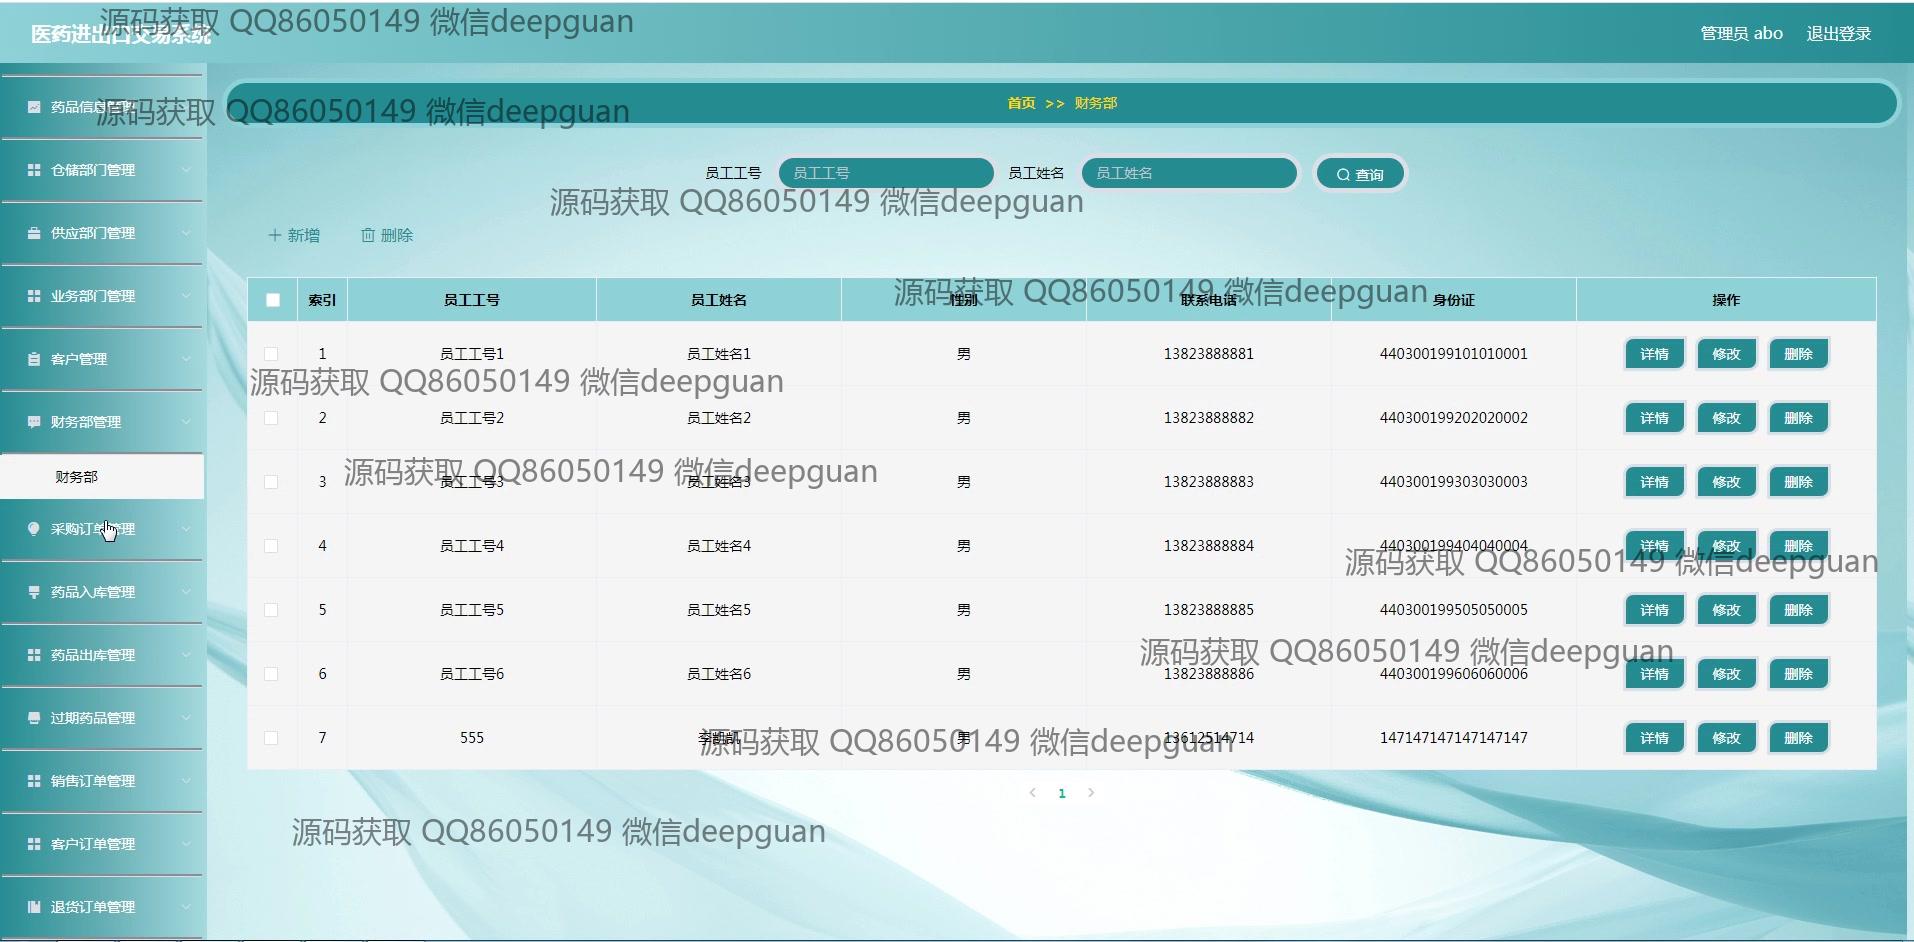 源码获取 QQ86050149 微信deepguan
医药进出口交易系统
管理员 abo 退出登录
首页 >> 财务部
药品信息管理
源码获取 QQ86050149 微信deepguan
仓储部门管理
员工工号 员工工号 员工姓名 员工姓名 查询
源码获取 QQ86050149 微信deepguan
供应部门管理
新增 删除
业务部门管理
源码获取 QQ86050149 微信deepguan
索引 员工工号 员工姓名 性别 联系电话 身份证 操作
客户管理
1 员工工号1 员工姓名1 男 13823888881 440300199101010001 详情 修改 删除
源码获取 QQ86050149 微信deepguan
财务部管理
2 员工工号2 员工姓名2 男 13823888882 440300199202020002 详情 修改 删除
财务部
源码获取 QQ86050149 微信deepguan
3 员工工号3 员工姓名3 男 13823888883 440300199303030003 详情 修改 删除
采购订单管理
4 员工工号4 员工姓名4 男 13823888884 440300199404040004 详情 修改 删除
源码获取 QQ86050149 微信deepguan
药品入库管理
5 员工工号5 员工姓名5 男 13823888885 440300199505050005 详情 修改 删除
药品出库管理
源码获取 QQ86050149 微信deepguan
6 员工工号6 员工姓名6 男 13823888886 440300199606060006 详情 修改 删除
过期药品管理
7 555 李凯凯 男 13612514714 147147147147147147 详情 修改 删除
源码获取 QQ86050149 微信deepguan
销售订单管理
1
源码获取 QQ86050149 微信deepguan
客户订单管理
退货订单管理